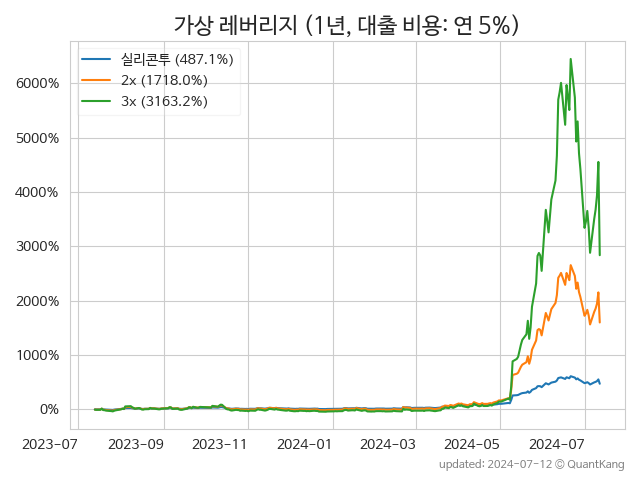 가상 레버리지 (1년, 대출 비용: 연 5%)
실리콘투 (487.1%)
2x (1718.0%)
3x (3163.2%)
6000%
5000%
4000%
3000%
2000%
1000%
0%
2023-07 2023-09 2023-11 2024-01 2024-03 2024-05 2024-07
updated: 2024-07-12 © QuantKang